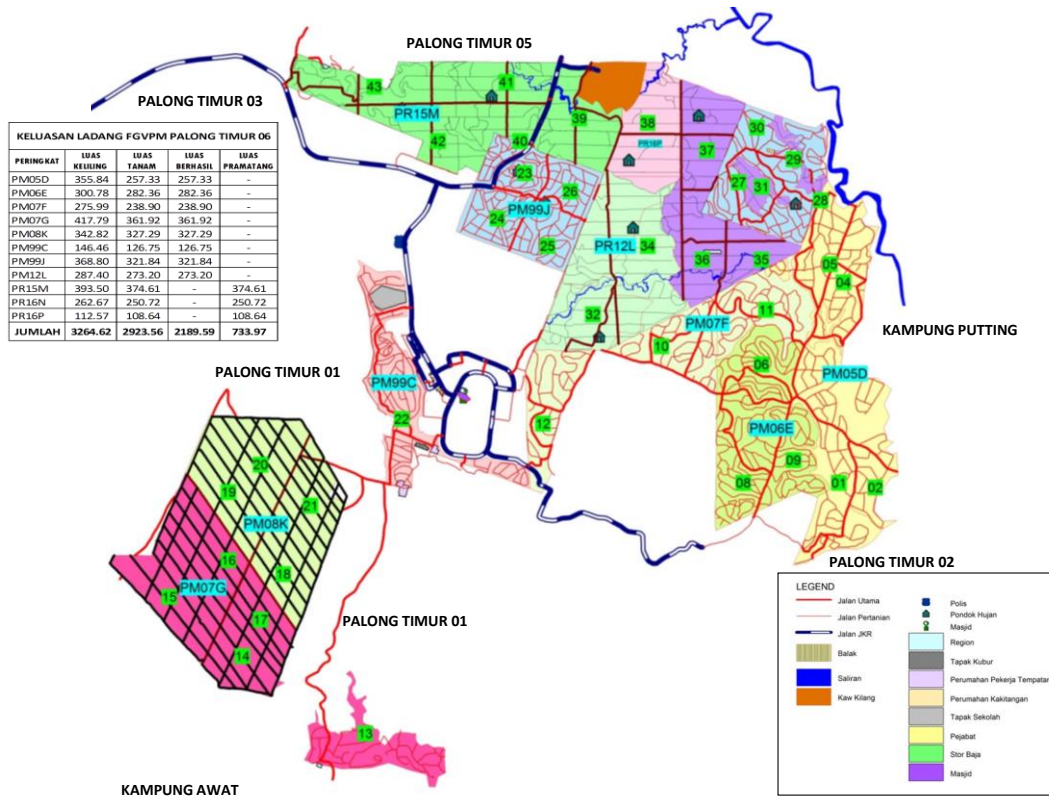 PALONG TIMUR 05
PALONG TIMUR 03
KELUASAN LADANG FGVPM PALONG TIMUR 06
PERINGKAT LUAS KELILING LUAS TANAM LUAS BERHASIL LUAS PRAMATANG
PM05D 355.84 257.33 257.33 -
PM06E 300.78 282.36 282.36 -
PM07F 275.99 238.90 238.90 -
PM07G 417.79 361.92 361.92 -
PM08K 342.82 327.29 327.29 -
PM99C 146.46 126.75 126.75 -
PM99J 368.80 321.84 321.84 -
PM12L 287.40 273.20 273.20 -
PR15M 393.50 374.61 - 374.61
PR16N 262.67 250.72 - 250.72
PR16P 112.57 108.64 - 108.64
JUMLAH 3264.62 2923.56 2189.59 733.97
43
41
PR15M
42
40
39
38
PR16P
37
30
29
27
31
28
23
26
PM99J
24
25
PR12L
34
36
35
32
05
04
11
PM07F
10
KAMPUNG PUTTING
06
PM05D
PM06E
09
08
01
02
12
PM99C
22
PALONG TIMUR 01
20
19
21
PM08K
16
18
PM07G
15
17
14
PALONG TIMUR 01
13
KAMPUNG AWAT
PALONG TIMUR 02
LEGEND
Jalan Utama
Jalan Pertanian
Jalan JKR
Balak
Saliran
Kaw Kilang
Polis
Pondok Hujan
Masjid
Region
Tapak Kubur
Perumahan Pekerja Tempatan
Perumahan Kakitangan
Tapak Sekolah
Pejabat
Stor Baja
Masjid